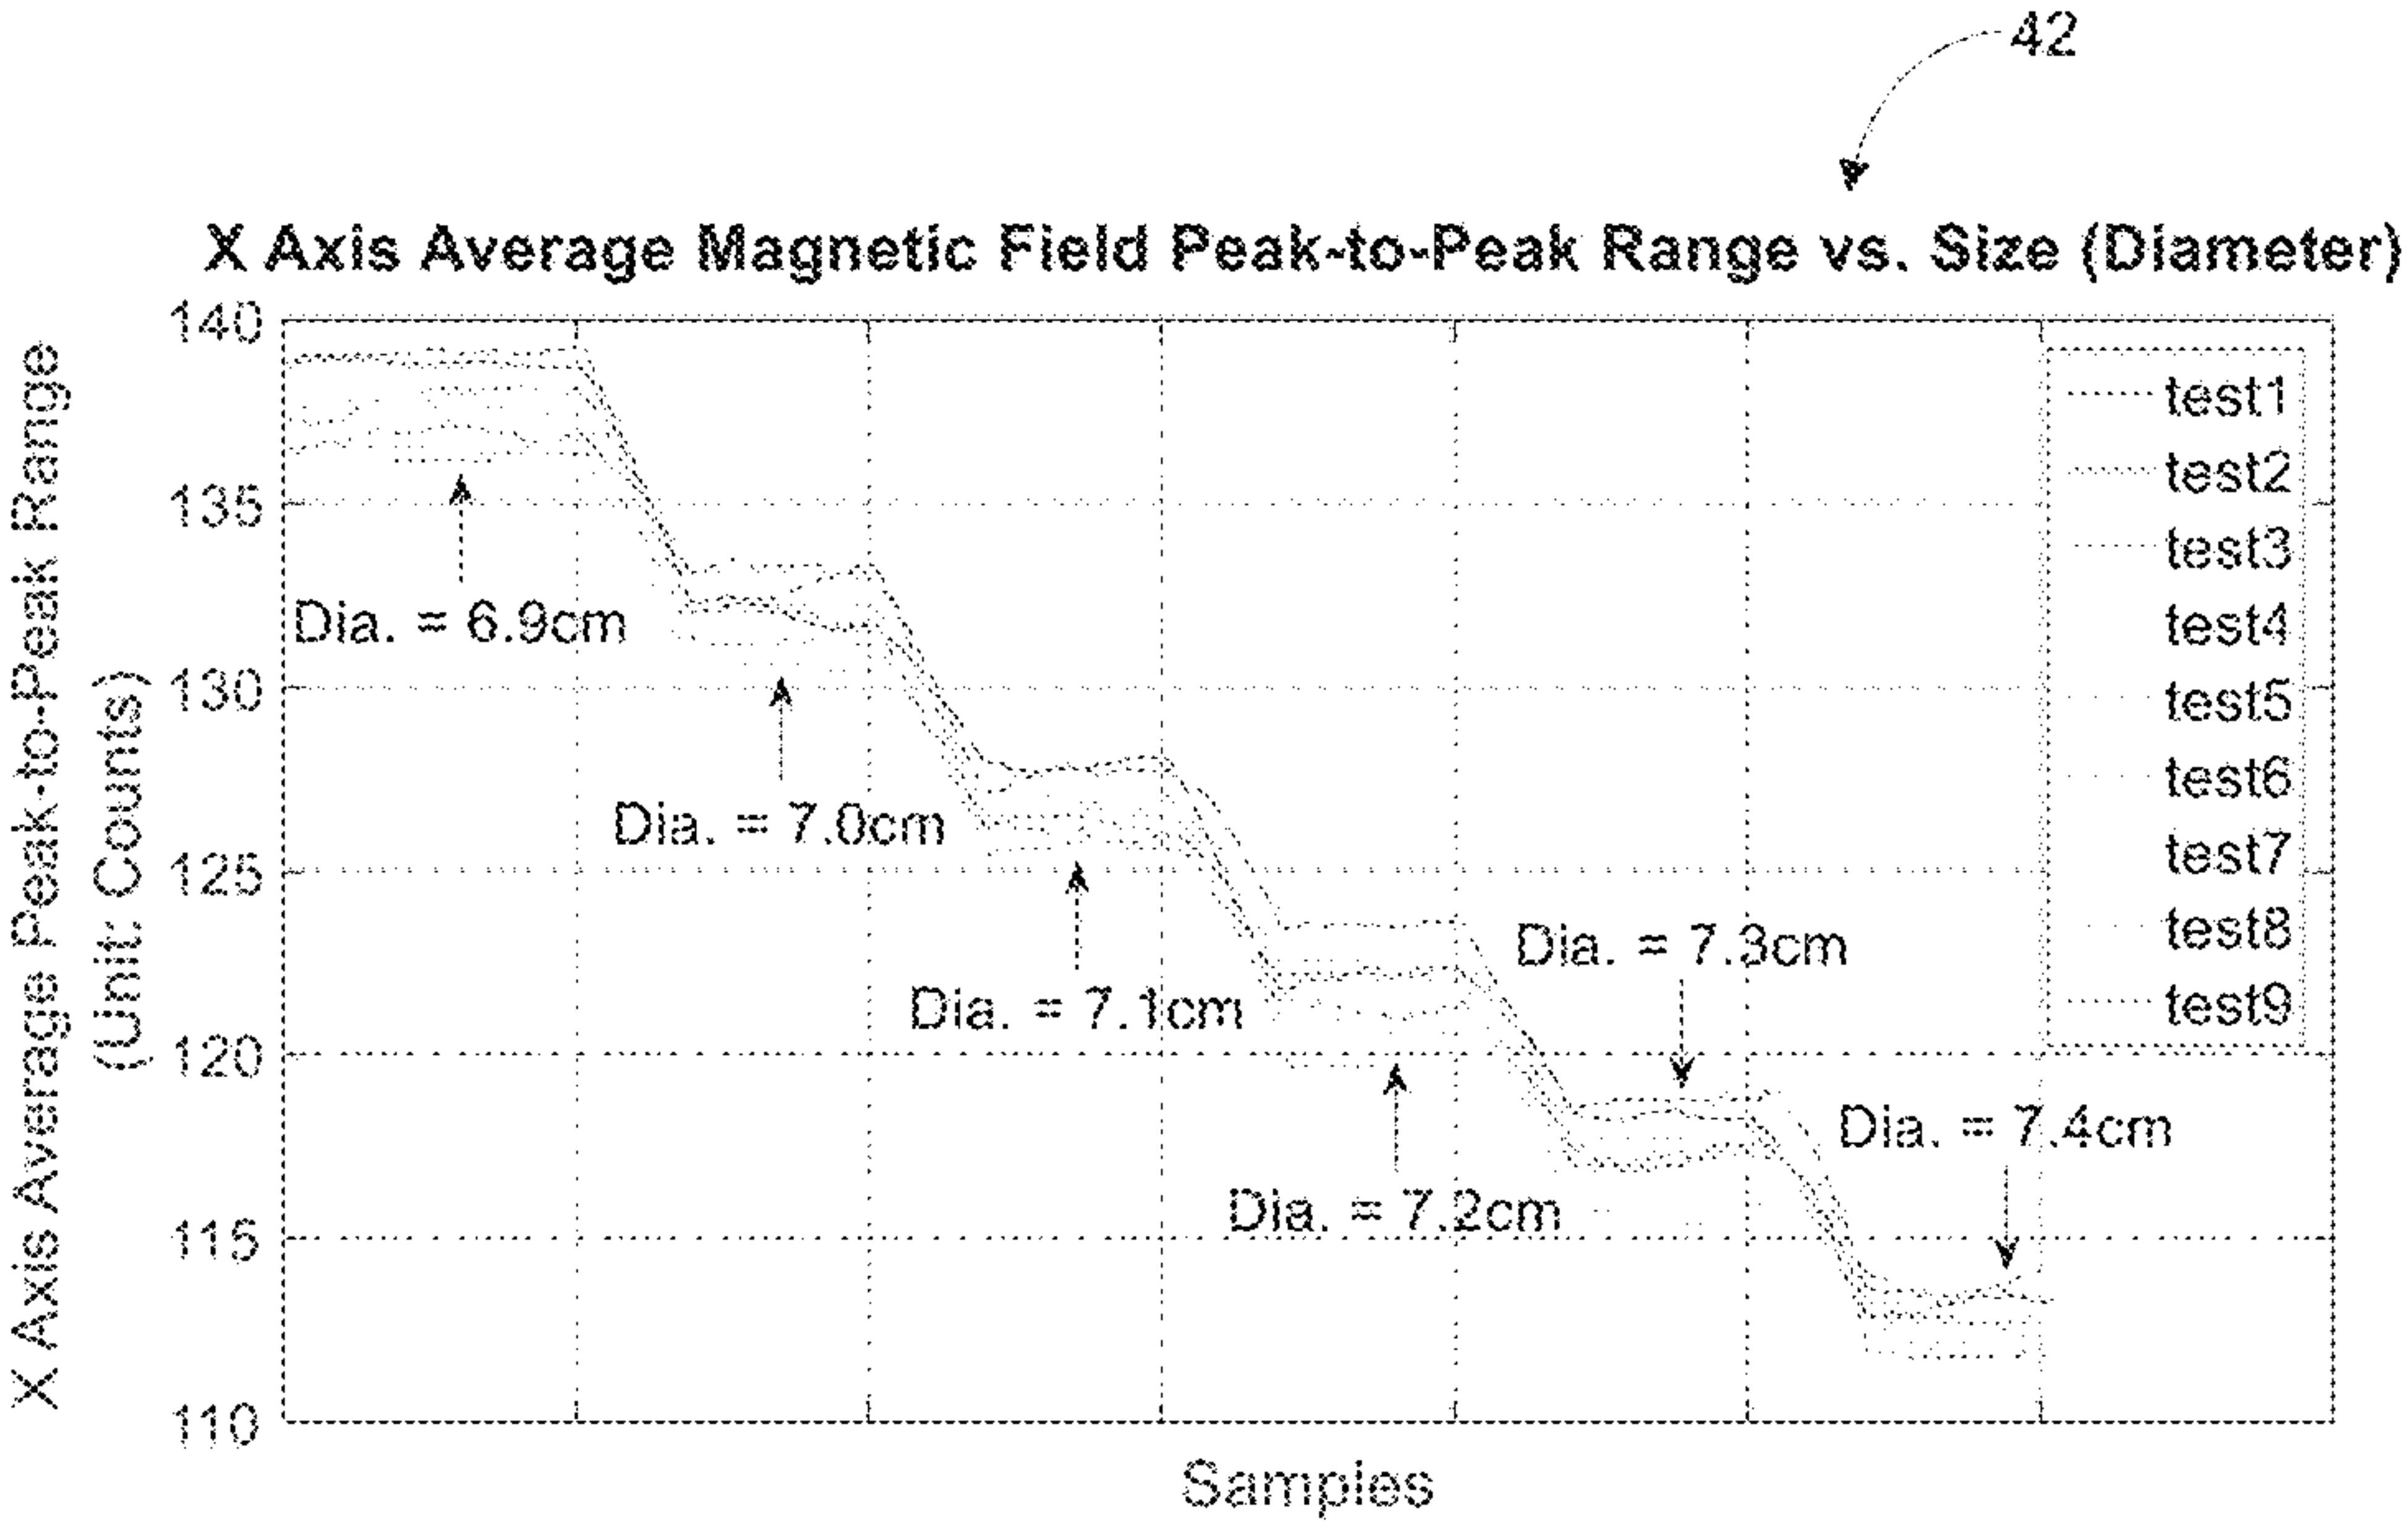 42
X Axis Average Magnetic Field Peak-to-Peak Range vs. Size (Diameter)
X Axis Average Peak-to-Peak Range
(Unit: Counts)
140
135
130
125
120
115
110
Dia. = 6.9cm
Dia. = 7.0cm
Dia. = 7.1cm
Dia. = 7.2cm
Dia. = 7.3cm
Dia. = 7.4cm
test1
test2
test3
test4
test5
test6
test7
test8
test9
Samples